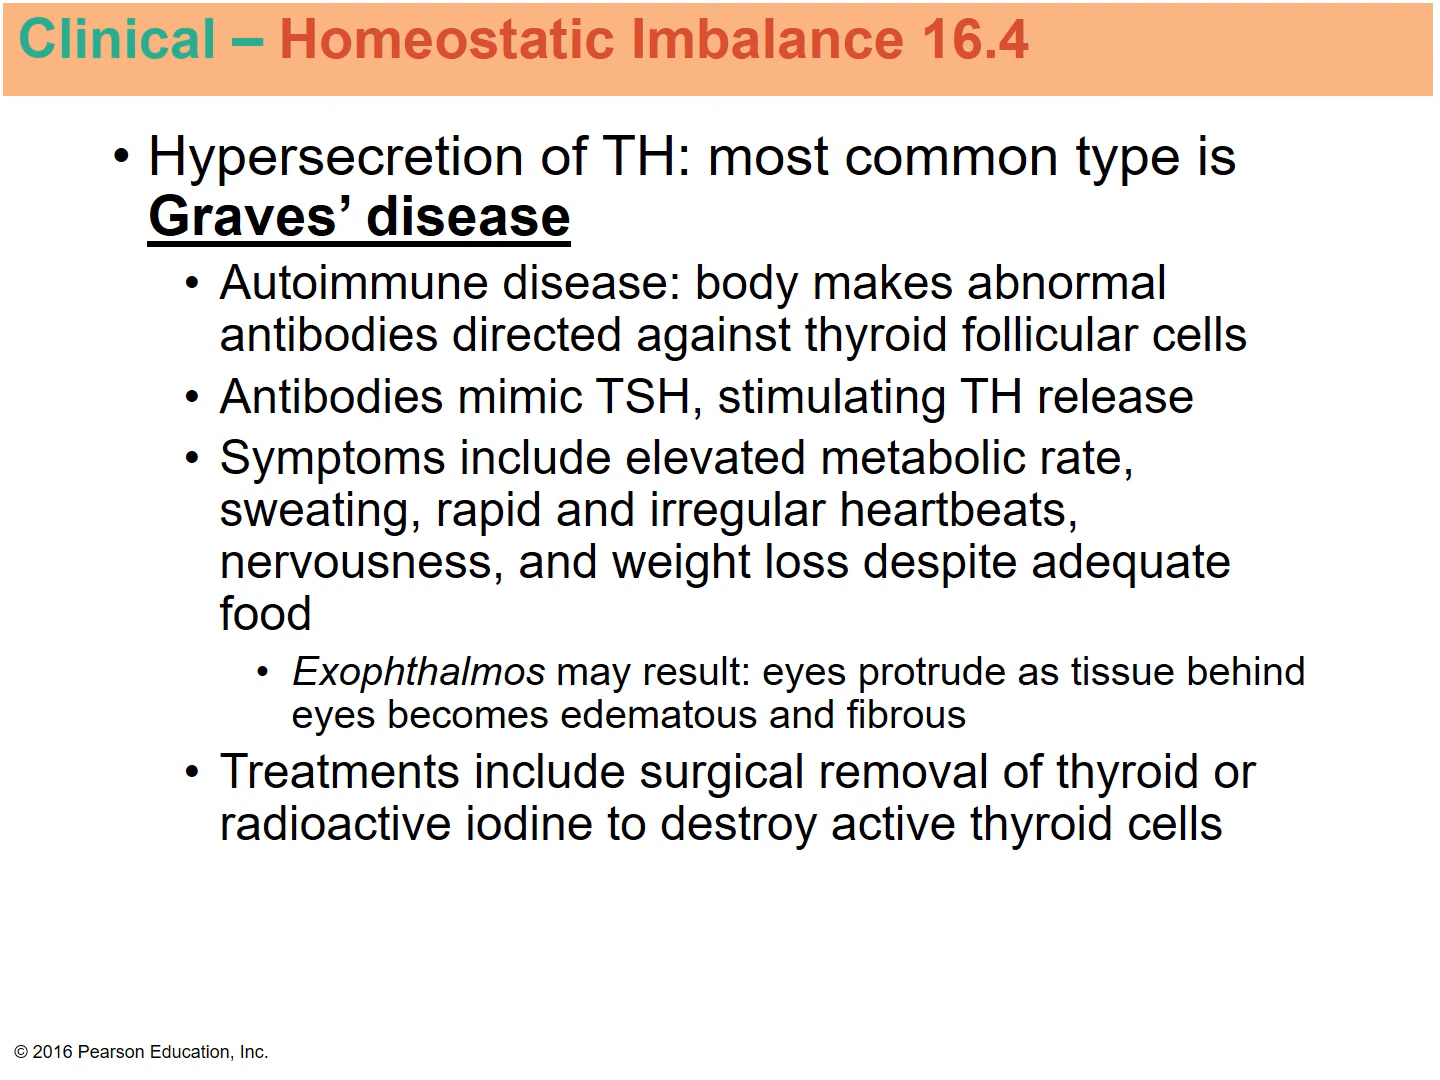 Clinical – Homeostatic Imbalance 16.4
• Hypersecretion of TH: most common type is
Graves’ disease
• Autoimmune disease: body makes abnormal
antibodies directed against thyroid follicular cells
• Antibodies mimic TSH, stimulating TH release
• Symptoms include elevated metabolic rate,
sweating, rapid and irregular heartbeats,
nervousness, and weight loss despite adequate
food
• Exophthalmos may result: eyes protrude as tissue behind
eyes becomes edematous and fibrous
• Treatments include surgical removal of thyroid or
radioactive iodine to destroy active thyroid cells
© 2016 Pearson Education, Inc.